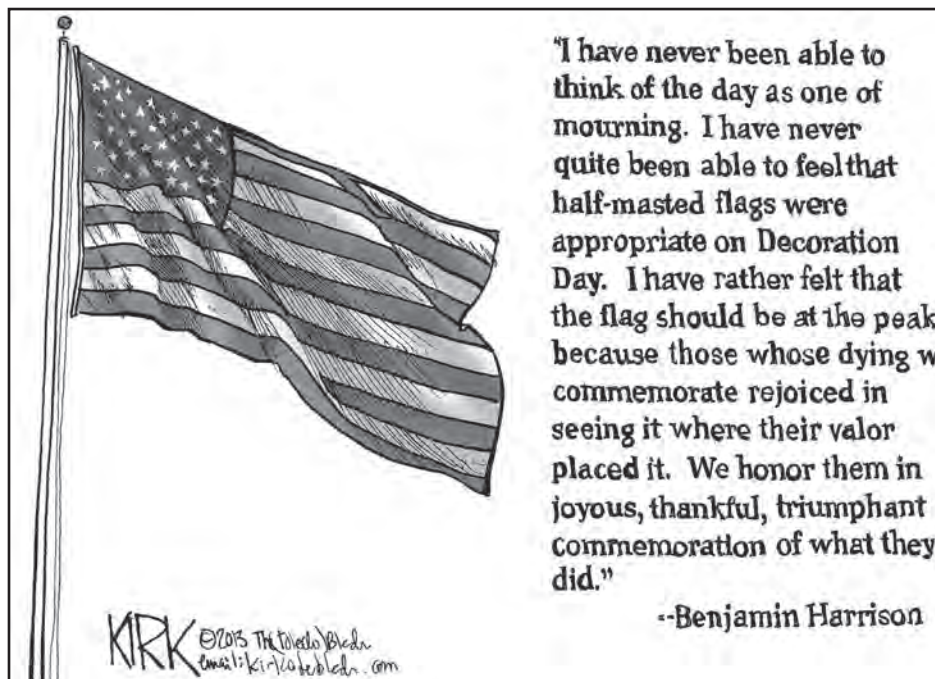 "I have never been able to
think of the day as one of
mourning. I have never
quite been able to feel that
half-masted flags were
appropriate on Decoration
Day. I have rather felt that
the flag should be at the peak
because those whose dying w
commemorate rejoiced in
seeing it where their valor
placed it. We honor them in
joyous, thankful, triumphant
commemoration of what they
did."
--Benjamin Harrison
KIRK ©2013 The Toledo Blade
email: